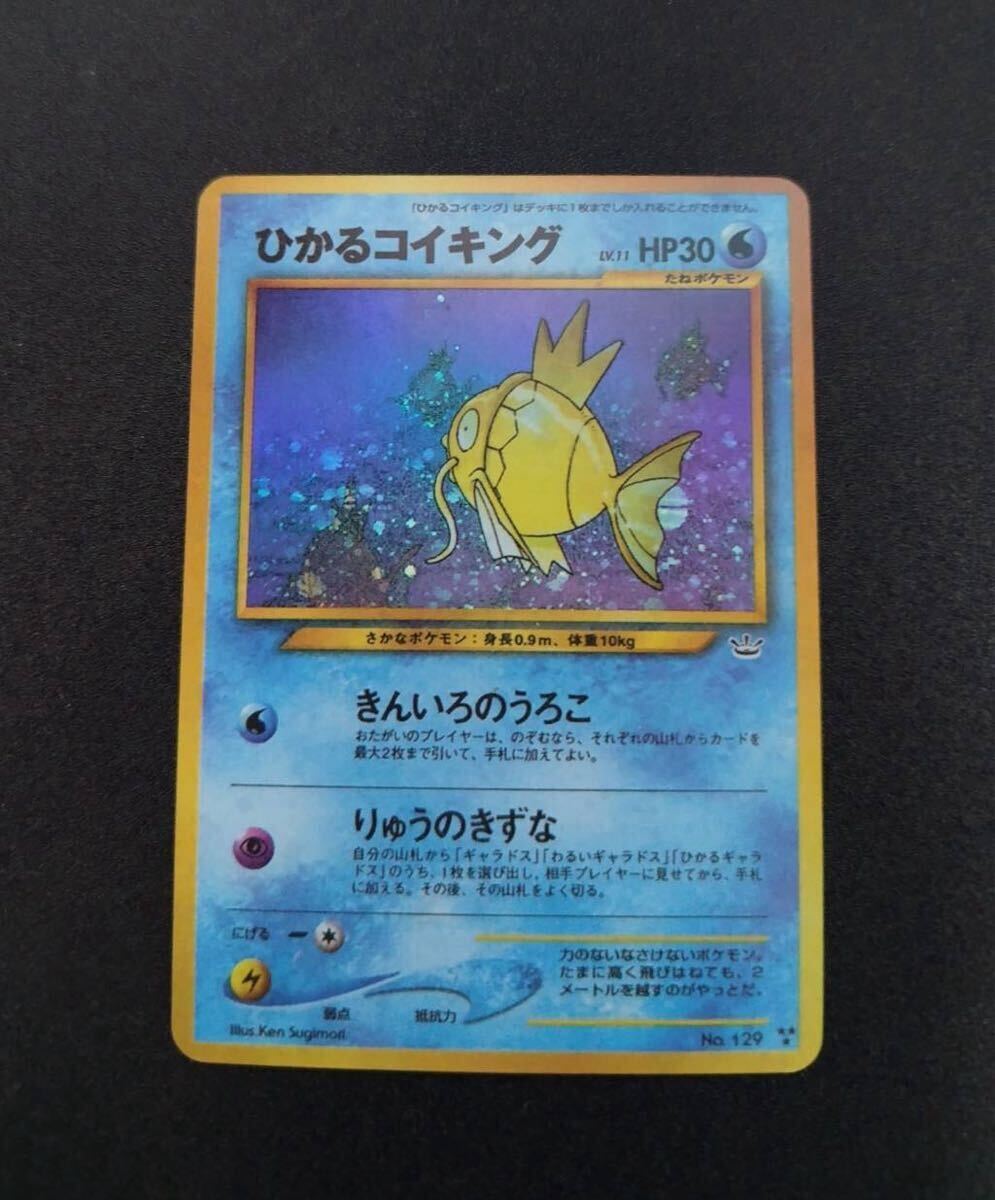 「ひかるコイキング」はデッキに1枚までしか入れることができません。
ひかるコイキング LV.11 HP30
たねポケモン
さかなポケモン：身長0.9m、体重10kg
きんいろのうろこ
おたがいのプレイヤーは、のぞむなら、それぞれの山札からカードを
最大2枚まで引いて、手札に加えてよい。
りゅうのきずな
自分の山札から「ギャラドス」「わるいギャラドス」「ひかるギャラ
ドス」のうち、1枚を選び出し、相手プレイヤーに見せてから、手札
に加える。その後、その山札をよく切る。
にげる
力のないなさけないポケモン。
たまに高く飛びはねても、2
メートルを越すのがやっとだ。
弱点 抵抗力
Illus.Ken Sugimori
No. 129